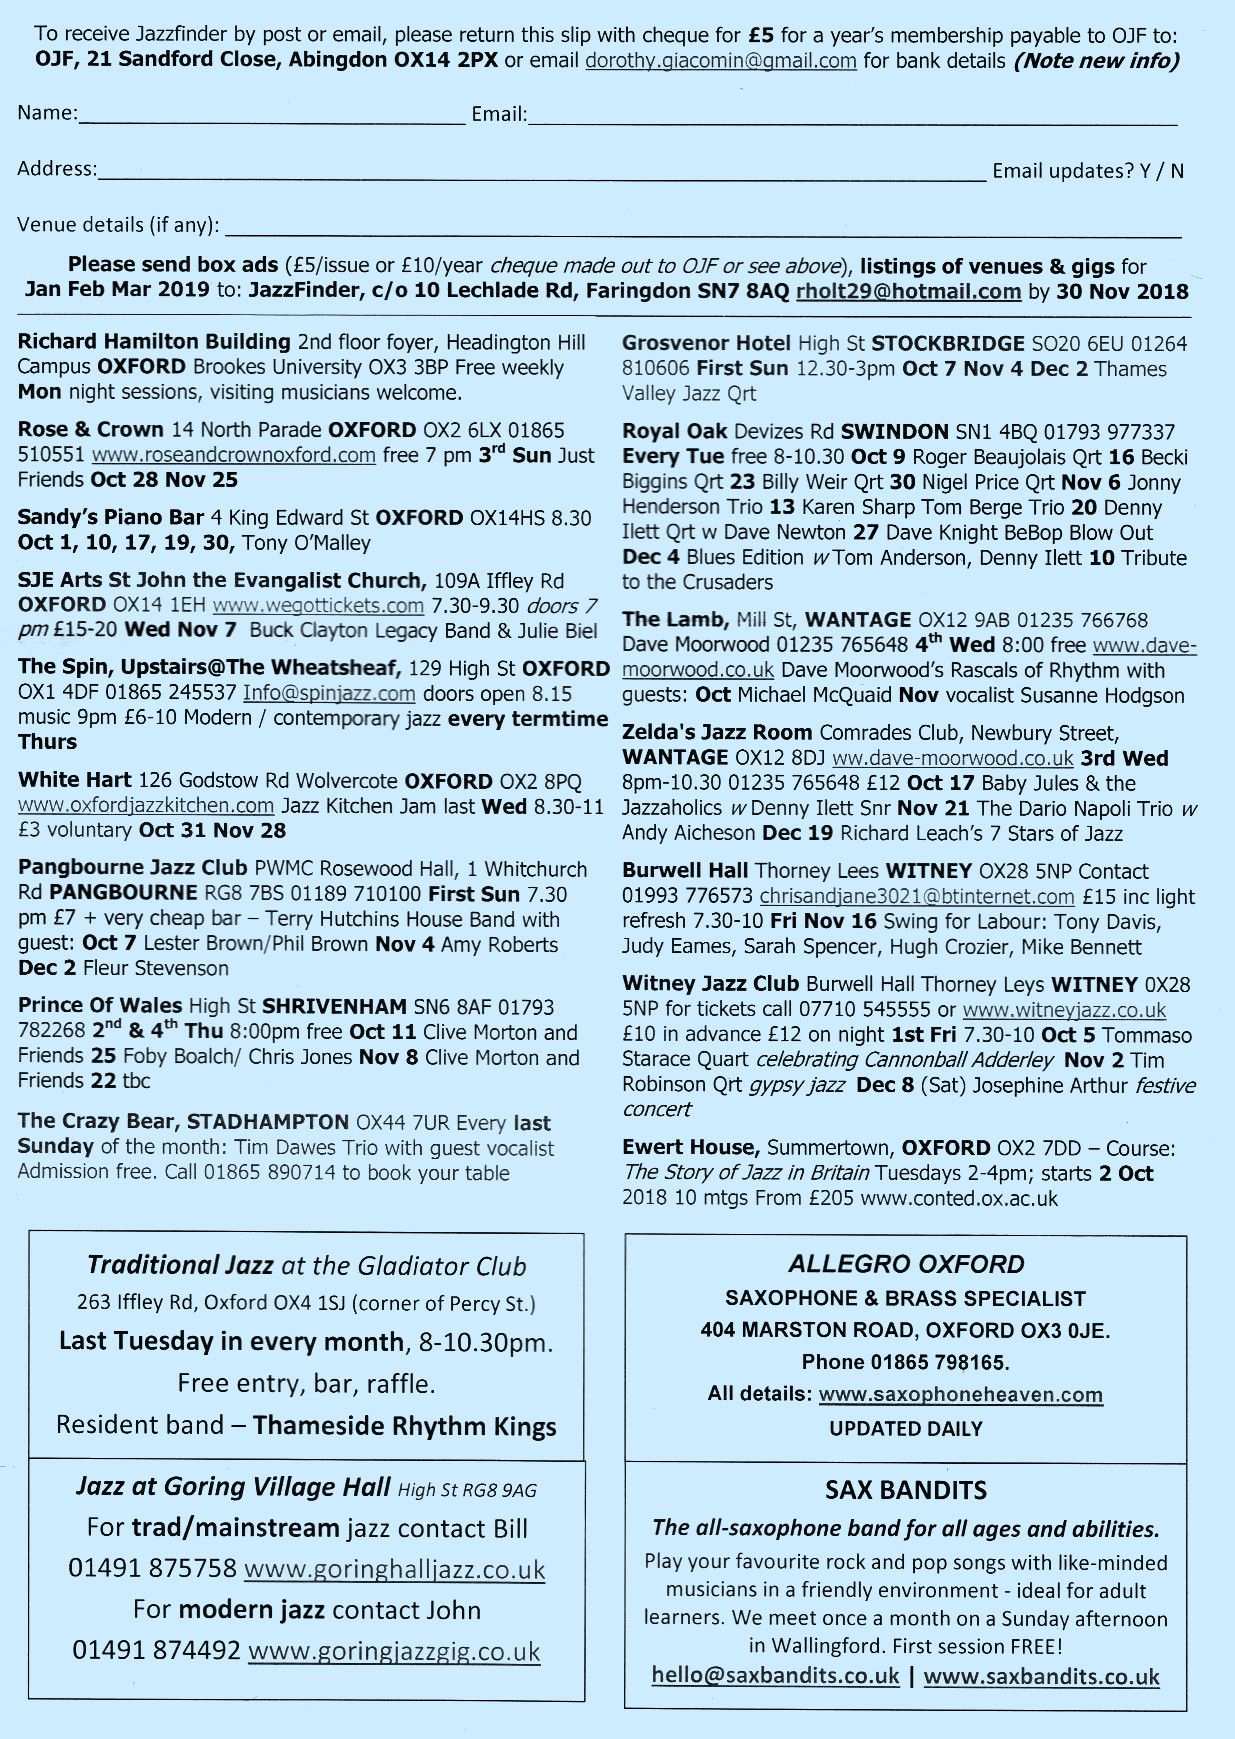 To receive Jazzfinder by post or email, please return this slip with cheque for £5 for a year's membership payable to OJF to:
OJF, 21 Sandford Close, Abingdon OX14 2PX or email dorothy.giacomin@gmail.com for bank details (Note new info)
Name: Email:
Address: Email updates? Y / N
Venue details (if any):
Please send box ads (£5/issue or £10/year cheque made out to OJF or see above), listings of venues & gigs for
Jan Feb Mar 2019 to: JazzFinder, c/o 10 Lechlade Rd, Faringdon SN7 8AQ rholt29@hotmail.com by 30 Nov 2018
Richard Hamilton Building 2nd floor foyer, Headington Hill
Campus OXFORD Brookes University OX3 3BP Free weekly
Mon night sessions, visiting musicians welcome.
Rose & Crown 14 North Parade OXFORD OX2 6LX 01865
510551 www.roseandcrownoxford.com free 7 pm 3rd Sun Just
Friends Oct 28 Nov 25
Sandy's Piano Bar 4 King Edward St OXFORD OX14HS 8.30
Oct 1, 10, 17, 19, 30, Tony O'Malley
SJE Arts St John the Evangalist Church, 109A Iffley Rd
OXFORD OX14 1EH www.wegottickets.com 7.30-9.30 doors 7
pm £15-20 Wed Nov 7 Buck Clayton Legacy Band & Julie Biel
The Spin, Upstairs@The Wheatsheaf, 129 High St OXFORD
OX1 4DF 01865 245537 Info@spinjazz.com doors open 8.15
music 9pm £6-10 Modern / contemporary jazz every termtime
Thurs
White Hart 126 Godstow Rd Wolvercote OXFORD OX2 8PQ
www.oxfordjazzkitchen.com Jazz Kitchen Jam last Wed 8.30-11
£3 voluntary Oct 31 Nov 28
Pangbourne Jazz Club PWMC Rosewood Hall, 1 Whitchurch
Rd PANGBOURNE RG8 7BS 01189 710100 First Sun 7.30
pm £7 + very cheap bar – Terry Hutchins House Band with
guest: Oct 7 Lester Brown/Phil Brown Nov 4 Amy Roberts
Dec 2 Fleur Stevenson
Prince Of Wales High St SHRIVENHAM SN6 8AF 01793
782268 2nd & 4th Thu 8:00pm free Oct 11 Clive Morton and
Friends 25 Foby Boalch/ Chris Jones Nov 8 Clive Morton and
Friends 22 tbc
The Crazy Bear, STADHAMPTON OX44 7UR Every last
Sunday of the month: Tim Dawes Trio with guest vocalist
Admission free. Call 01865 890714 to book your table
Grosvenor Hotel High St STOCKBRIDGE SO20 6EU 01264
810606 First Sun 12.30-3pm Oct 7 Nov 4 Dec 2 Thames
Valley Jazz Qrt
Royal Oak Devizes Rd SWINDON SN1 4BQ 01793 977337
Every Tue free 8-10.30 Oct 9 Roger Beaujolais Qrt 16 Becki
Biggins Qrt 23 Billy Weir Qrt 30 Nigel Price Qrt Nov 6 Jonny
Henderson Trio 13 Karen Sharp Tom Berge Trio 20 Denny
Ilett Qrt w Dave Newton 27 Dave Knight BeBop Blow Out
Dec 4 Blues Edition w Tom Anderson, Denny Ilett 10 Tribute
to the Crusaders
The Lamb, Mill St, WANTAGE OX12 9AB 01235 766768
Dave Moorwood 01235 765648 4th Wed 8:00 free www.dave-
moorwood.co.uk Dave Moorwood's Rascals of Rhythm with
guests: Oct Michael McQuaid Nov vocalist Susanne Hodgson
Zelda's Jazz Room Comrades Club, Newbury Street,
WANTAGE OX12 8DJ ww.dave-moorwood.co.uk 3rd Wed
8pm-10.30 01235 765648 £12 Oct 17 Baby Jules & the
Jazzaholics w Denny Ilett Snr Nov 21 The Dario Napoli Trio w
Andy Aicheson Dec 19 Richard Leach's 7 Stars of Jazz
Burwell Hall Thorney Lees WITNEY OX28 5NP Contact
01993 776573 chrisandjane3021@btinternet.com £15 inc light
refresh 7.30-10 Fri Nov 16 Swing for Labour: Tony Davis,
Judy Eames, Sarah Spencer, Hugh Crozier, Mike Bennett
Witney Jazz Club Burwell Hall Thorney Leys WITNEY 0X28
5NP for tickets call 07710 545555 or www.witneyjazz.co.uk
£10 in advance £12 on night 1st Fri 7.30-10 Oct 5 Tommaso
Starace Quart celebrating Cannonball Adderley Nov 2 Tim
Robinson Qrt gypsy jazz Dec 8 (Sat) Josephine Arthur festive
concert
Ewert House, Summertown, OXFORD OX2 7DD – Course:
The Story of Jazz in Britain Tuesdays 2-4pm; starts 2 Oct
2018 10 mtgs From £205 www.conted.ox.ac.uk
Traditional Jazz at the Gladiator Club
263 Iffley Rd, Oxford OX4 1SJ (corner of Percy St.)
Last Tuesday in every month, 8-10.30pm.
Free entry, bar, raffle.
Resident band – Thameside Rhythm Kings
Jazz at Goring Village Hall High St RG8 9AG
For trad/mainstream jazz contact Bill
01491 875758 www.goringhalljazz.co.uk
For modern jazz contact John
01491 874492 www.goringjazzgig.co.uk
ALLEGRO OXFORD
SAXOPHONE & BRASS SPECIALIST
404 MARSTON ROAD, OXFORD OX3 0JE.
Phone 01865 798165.
All details: www.saxophoneheaven.com
UPDATED DAILY
SAX BANDITS
The all-saxophone band for all ages and abilities.
Play your favourite rock and pop songs with like-minded
musicians in a friendly environment - ideal for adult
learners. We meet once a month on a Sunday afternoon
in Wallingford. First session FREE!
hello@saxbandits.co.uk | www.saxbandits.co.uk